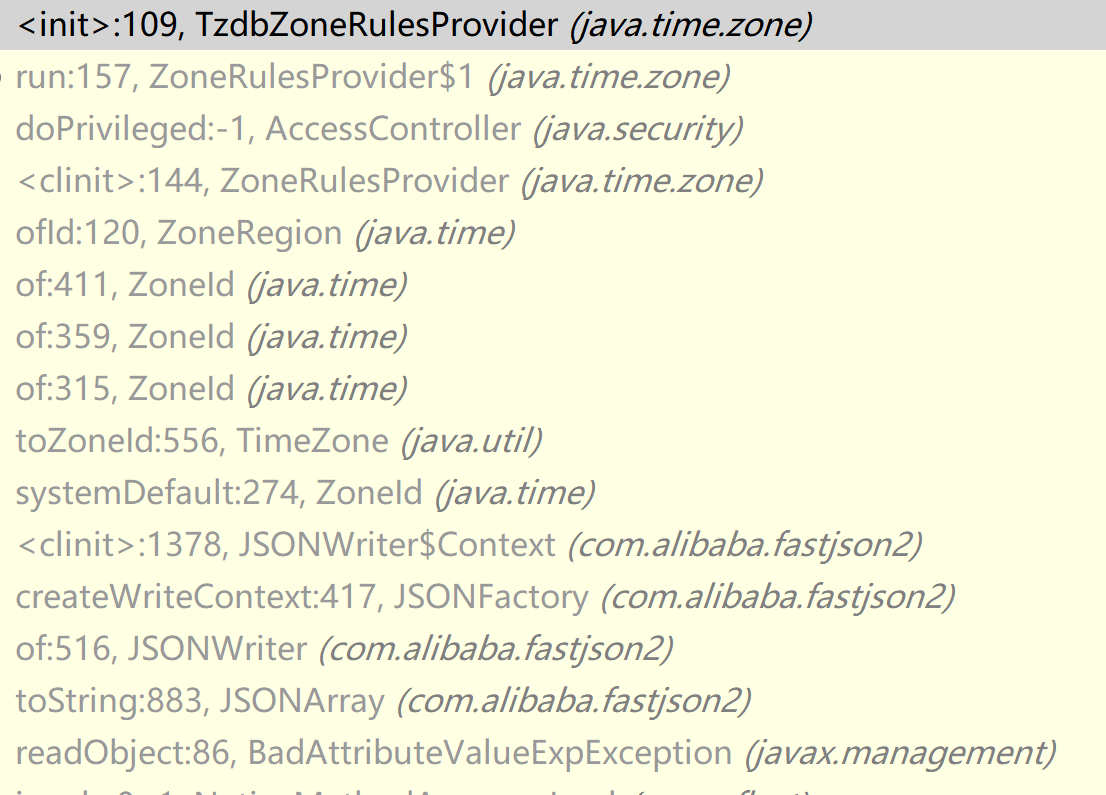 <init>:109, TzdbZoneRulesProvider (java.time.zone)
run:157, ZoneRulesProvider$1 (java.time.zone)
doPrivileged:-1, AccessController (java.security)
<clinit>:144, ZoneRulesProvider (java.time.zone)
ofId:120, ZoneRegion (java.time)
of:411, ZoneId (java.time)
of:359, ZoneId (java.time)
of:315, ZoneId (java.time)
toZoneId:556, TimeZone (java.util)
systemDefault:274, ZoneId (java.time)
<clinit>:1378, JSONWriter$Context (com.alibaba.fastjson2)
createWriteContext:417, JSONFactory (com.alibaba.fastjson2)
of:516, JSONWriter (com.alibaba.fastjson2)
toString:883, JSONArray (com.alibaba.fastjson2)
readObject:86, BadAttributeValueExpException (javax.management)